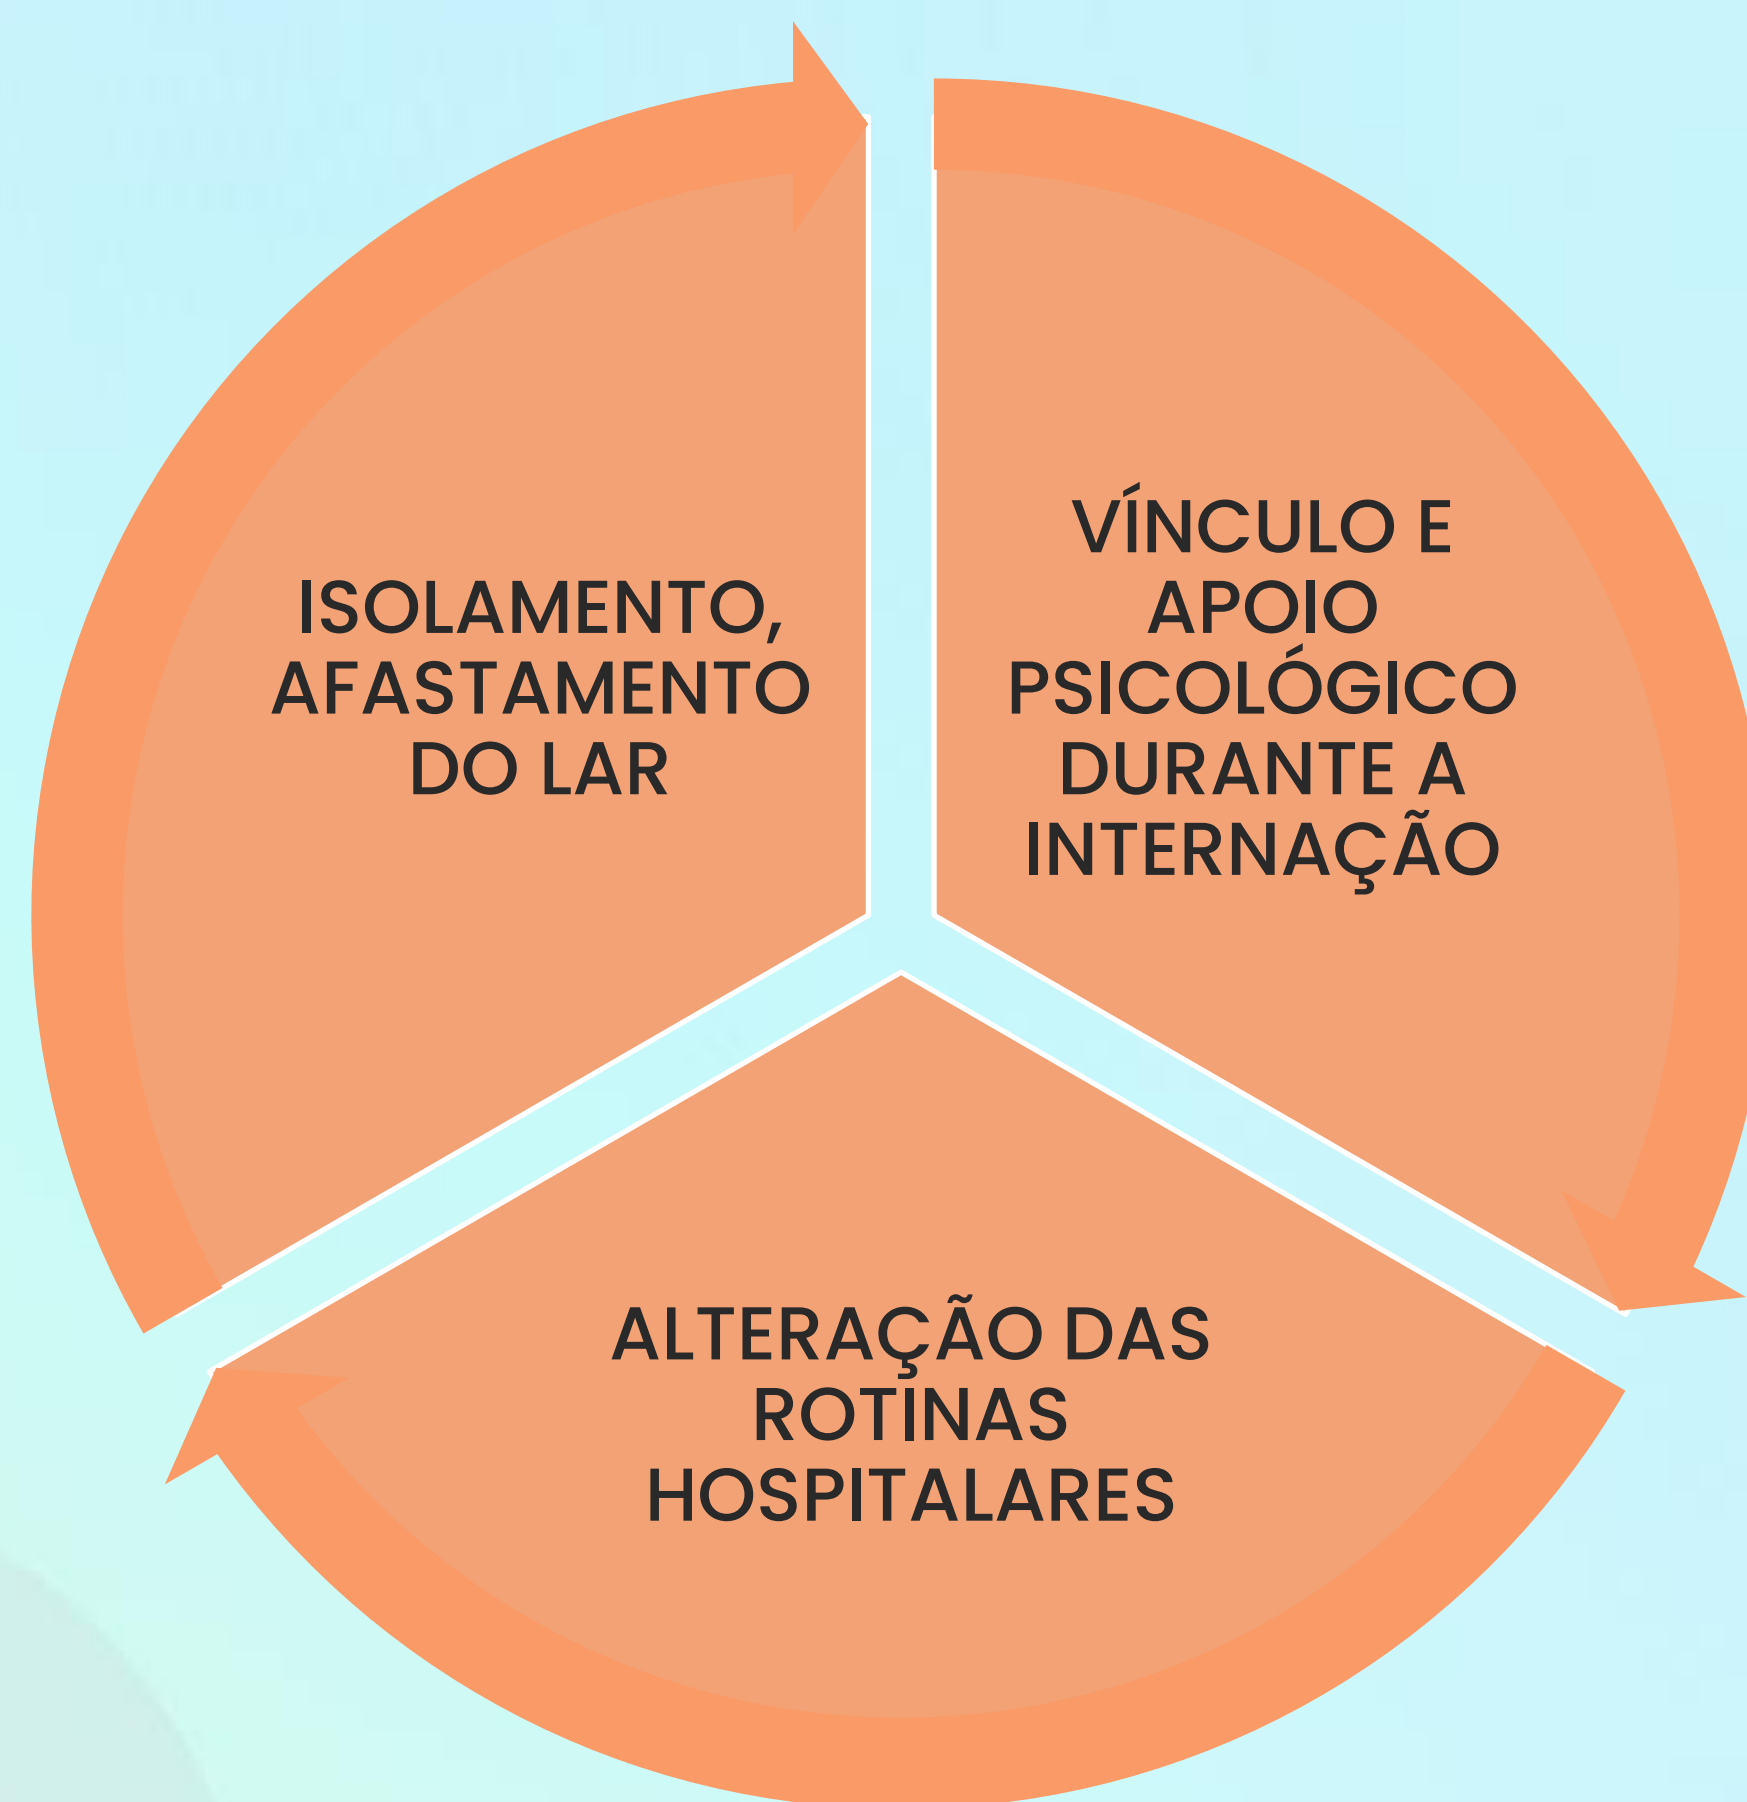 ISOLAMENTO,
AFASTAMENTO
DO LAR
VÍNCULO E
APOIO
PSICOLÓGICO
DURANTE A
INTERNAÇÃO
ALTERAÇÃO DAS
ROTINAS
HOSPITALARES